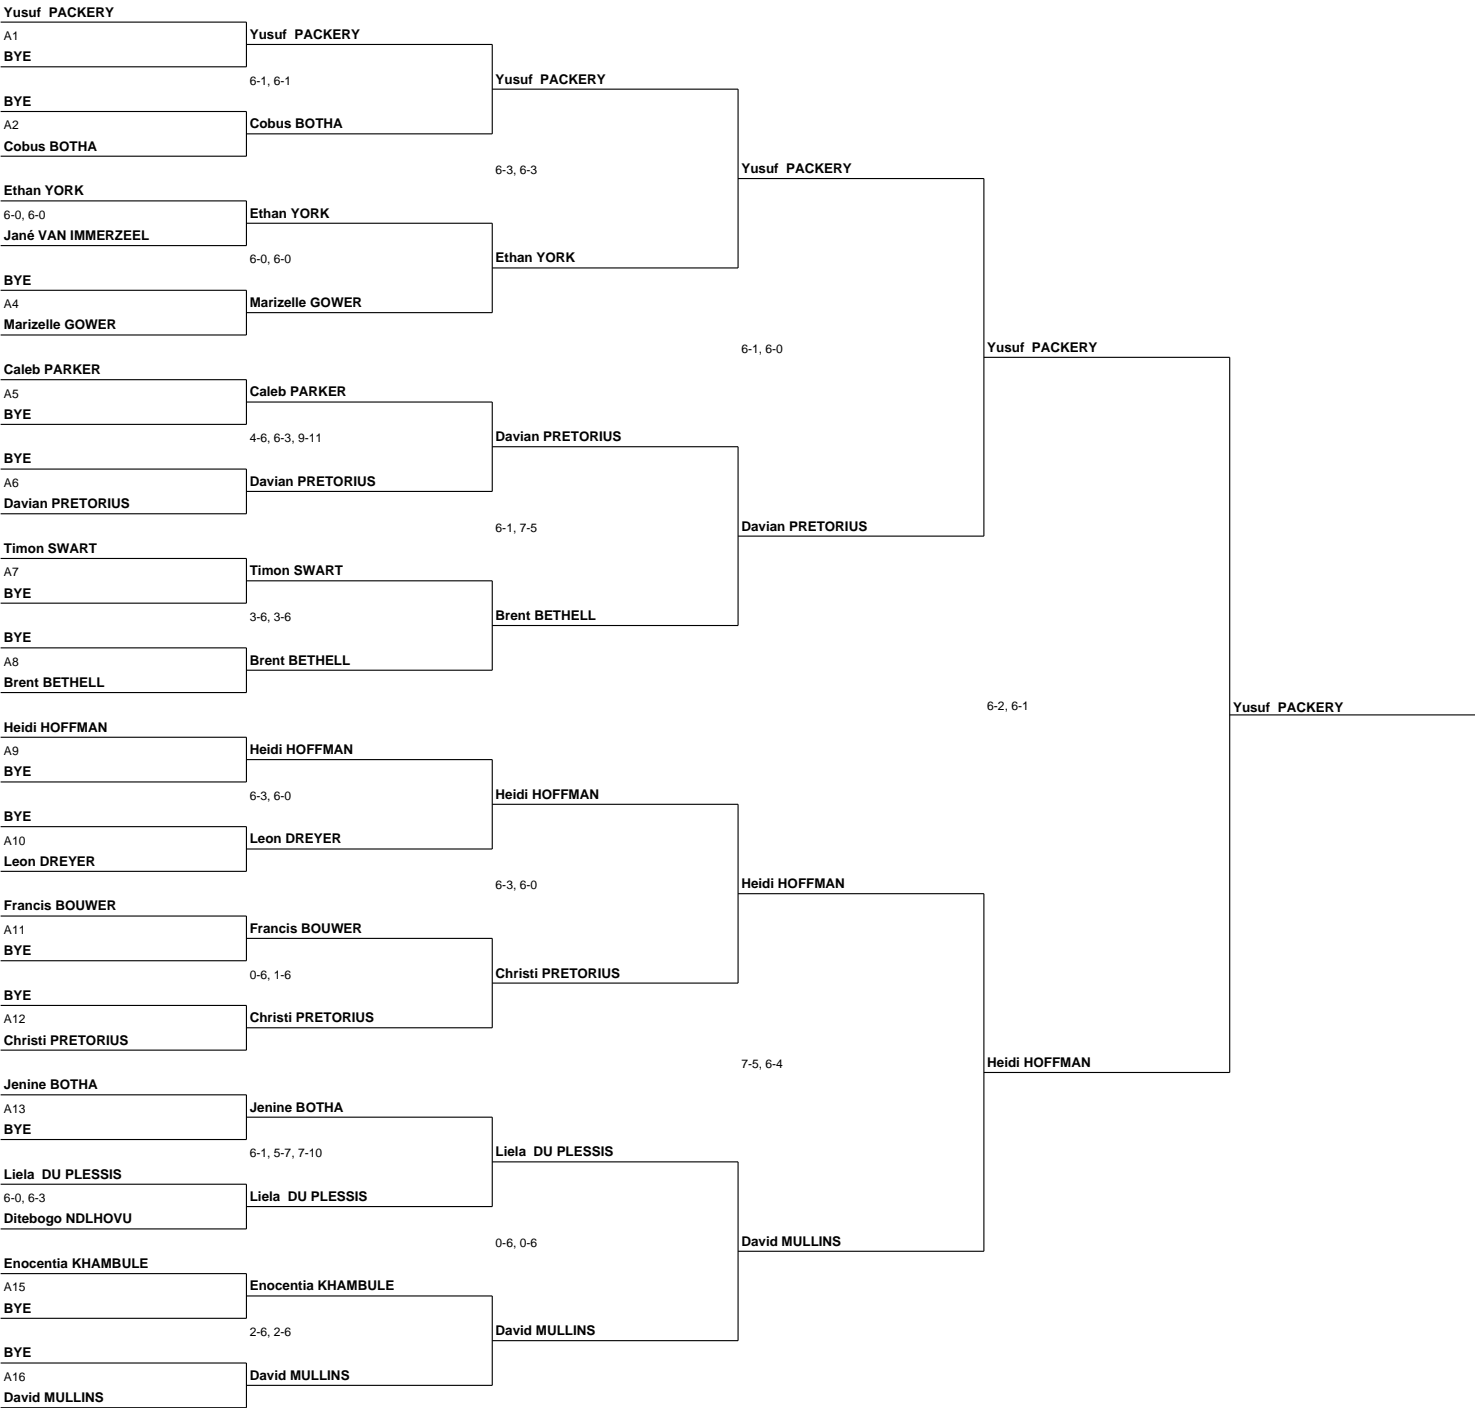 Yusuf  PACKERY
A1
BYE
BYE
A2
Cobus BOTHA
Ethan YORK
6-0, 6-0
Jané VAN IMMERZEEL
BYE
A4
Marizelle GOWER
Caleb PARKER
A5
BYE
BYE
A6
Davian PRETORIUS
Timon SWART
A7
BYE
BYE
A8
Brent BETHELL
Heidi HOFFMAN
A9
BYE
BYE
A10
Leon DREYER
Francis BOUWER
A11
BYE
BYE
A12
Christi PRETORIUS
Jenine BOTHA
A13
BYE
Liela  DU PLESSIS
6-0, 6-3
Ditebogo NDLHOVU
Enocentia KHAMBULE
A15
BYE
BYE
A16
David MULLINS
Yusuf  PACKERY
6-1, 6-1
Cobus BOTHA
Ethan YORK
6-0, 6-0
Marizelle GOWER
Caleb PARKER
4-6, 6-3, 9-11
Davian PRETORIUS
Timon SWART
3-6, 3-6
Brent BETHELL
Heidi HOFFMAN
6-3, 6-0
Leon DREYER
Francis BOUWER
0-6, 1-6
Christi PRETORIUS
Jenine BOTHA
6-1, 5-7, 7-10
Liela  DU PLESSIS
Enocentia KHAMBULE
2-6, 2-6
David MULLINS
Yusuf  PACKERY
6-3, 6-3
Ethan YORK
Davian PRETORIUS
6-1, 7-5
Brent BETHELL
Heidi HOFFMAN
6-3, 6-0
Christi PRETORIUS
Liela  DU PLESSIS
0-6, 0-6
David MULLINS
Yusuf  PACKERY
6-1, 6-0
Davian PRETORIUS
Heidi HOFFMAN
7-5, 6-4
David MULLINS
Yusuf  PACKERY
6-2, 6-1
Heidi HOFFMAN
Yusuf  PACKERY